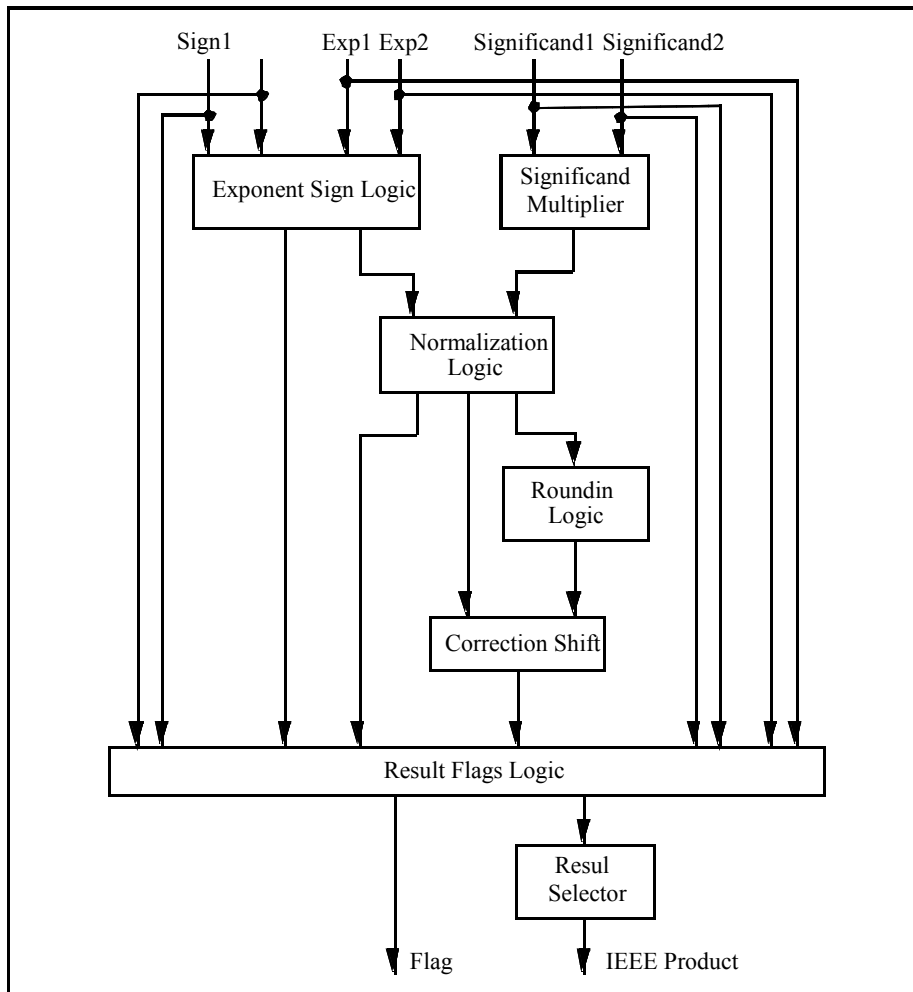 Sign1
Exp1 Exp2
Significand1 Significand2
Exponent Sign Logic
Significand
Multiplier
Normalization
Logic
Roundin
Logic
Correction Shift
Result Flags Logic
Resul
Selector
Flag
IEEE Product